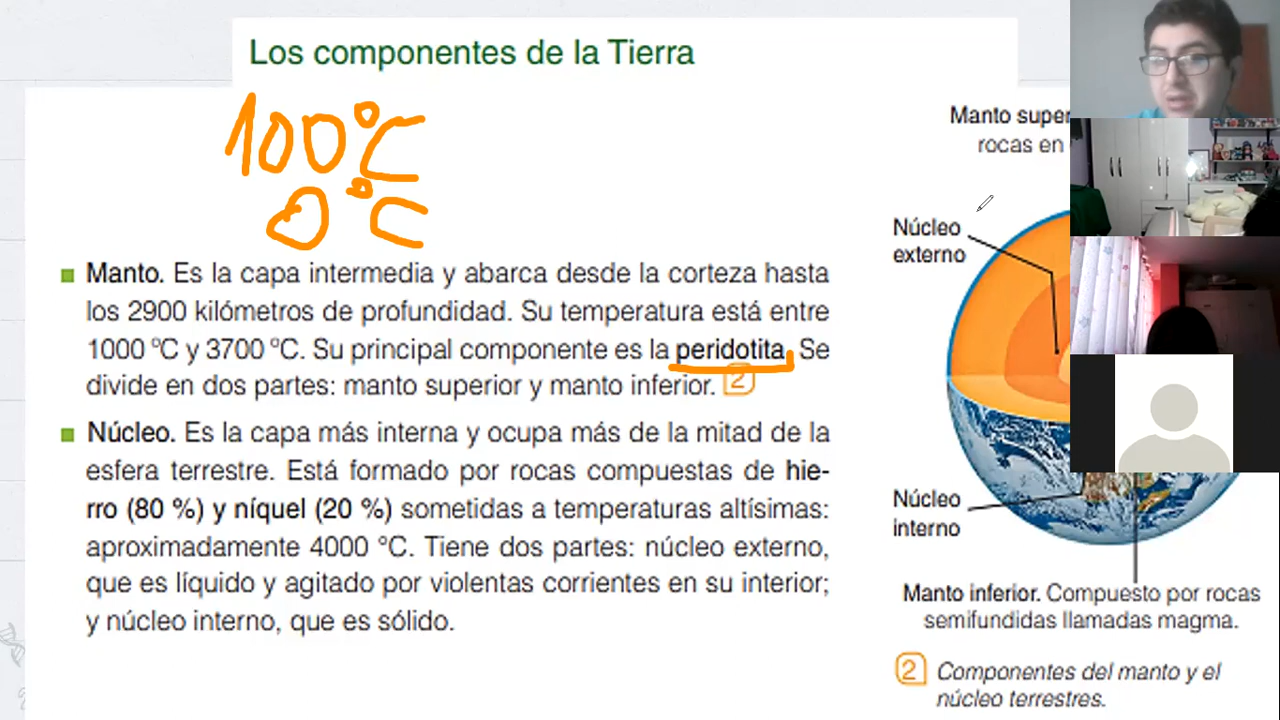 Los componentes de la Tierra
100°C
0°C
Manto. Es la capa intermedia y abarca desde la corteza hasta
los 2900 kilómetros de profundidad. Su temperatura está entre
1000 ºC y 3700 ºC. Su principal componente es la peridotita. Se
divide en dos partes: manto superior y manto inferior. 2
Núcleo. Es la capa más interna y ocupa más de la mitad de la
esfera terrestre. Está formado por rocas compuestas de hie-
rro (80 %) y níquel (20 %) sometidas a temperaturas altísimas:
aproximadamente 4000 °C. Tiene dos partes: núcleo externo,
que es líquido y agitado por violentas corrientes en su interior;
y núcleo interno, que es sólido.
Manto super
rocas en
Núcleo
externo
Núcleo
interno
Manto inferior. Compuesto por rocas
semifundidas llamadas magma.
2 Componentes del manto y el
núcleo terrestres.